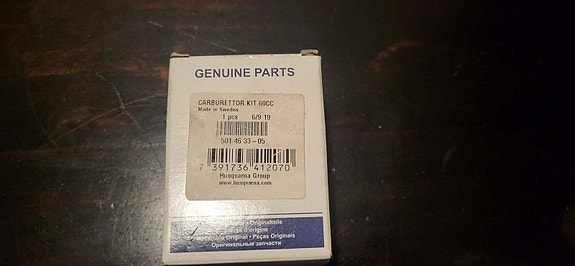 GENUINE PARTS
CARBURETTOR KIT 60CC
Made in Sweden
1 pcs 6/9 19
501 46 33-05
7 391736 412070
Husqvarna Group
www.husqvarna.com
Originalteile
d'origine
Original · Peças Originais
Оригинальные запчасти